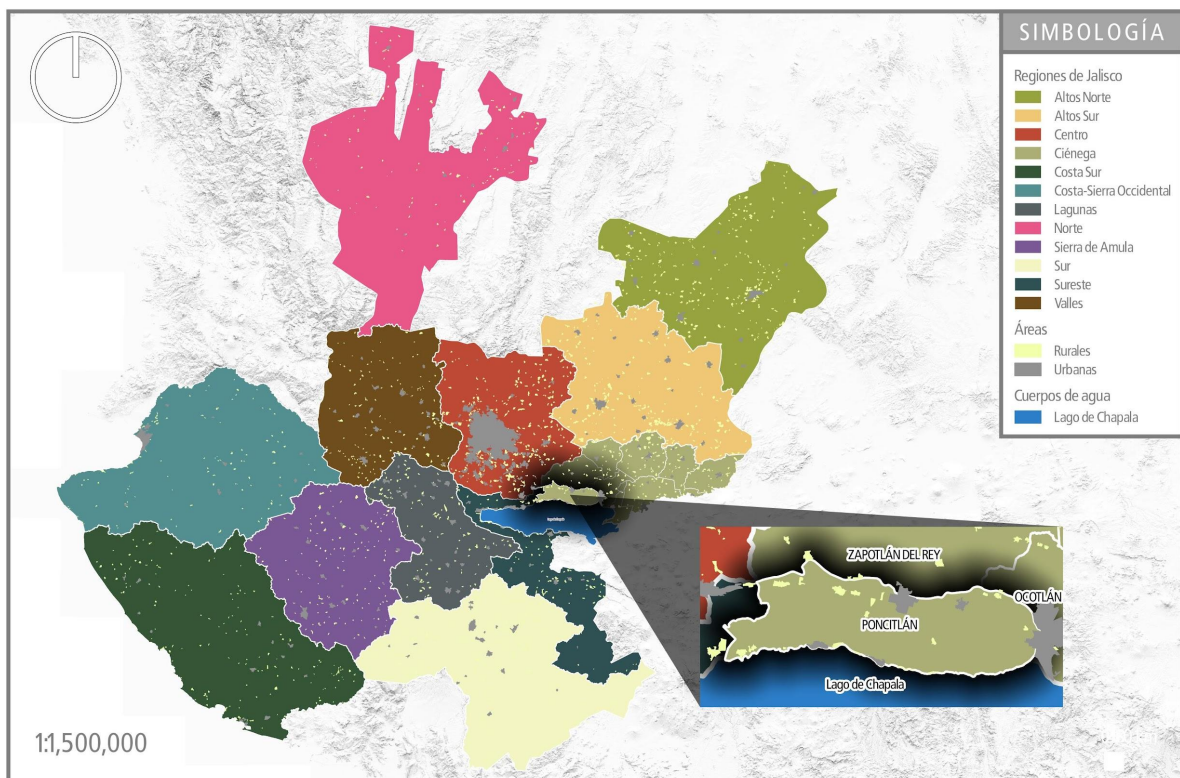 SIMBOLOGÍA
Regiones de Jalisco
Altos Norte
Altos Sur
Centro
Ciénega
Costa Sur
Costa-Sierra Occidental
Lagunas
Norte
Sierra de Amula
Sur
Sureste
Valles
Áreas
Rurales
Urbanas
Cuerpos de agua
Lago de Chapala
ZAPOTLÁN DEL REY
OCOTLÁN
PONCITLÁN
Lago de Chapala
1:1,500,000